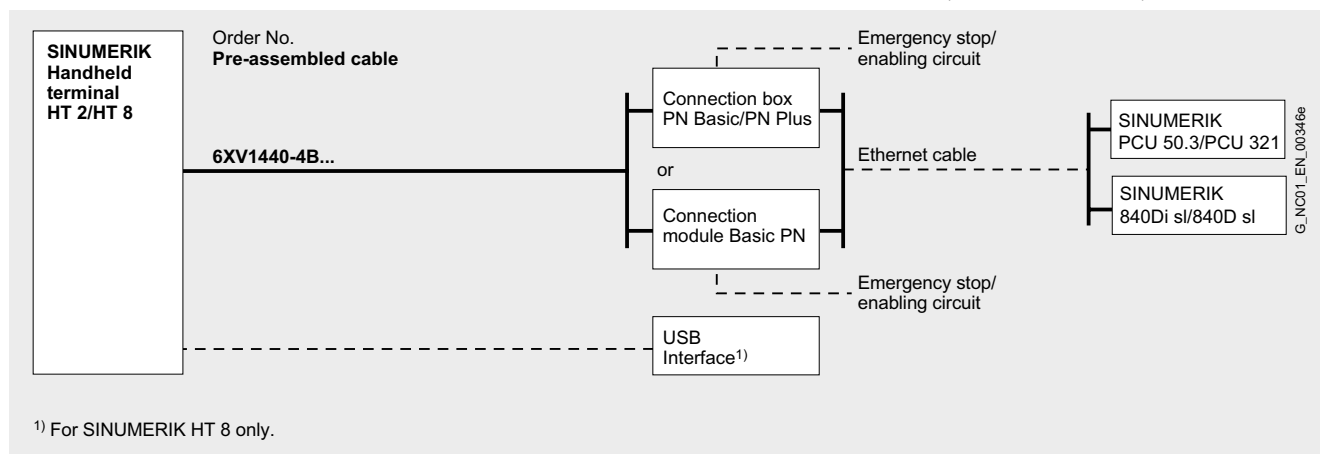 SINUMERIK
Handheld
terminal
HT 2/HT 8
Order No.
Pre-assembled cable
6XV1440-4B...
Emergency stop/
enabling circuit
Connection box
PN Basic/PN Plus
or
Connection
module Basic PN
Emergency stop/
enabling circuit
USB
Interface1)
Ethernet cable
SINUMERIK
PCU 50.3/PCU 321
SINUMERIK
840Di sl/840D sl
G_NC01_EN_00346e
1) For SINUMERIK HT 8 only.